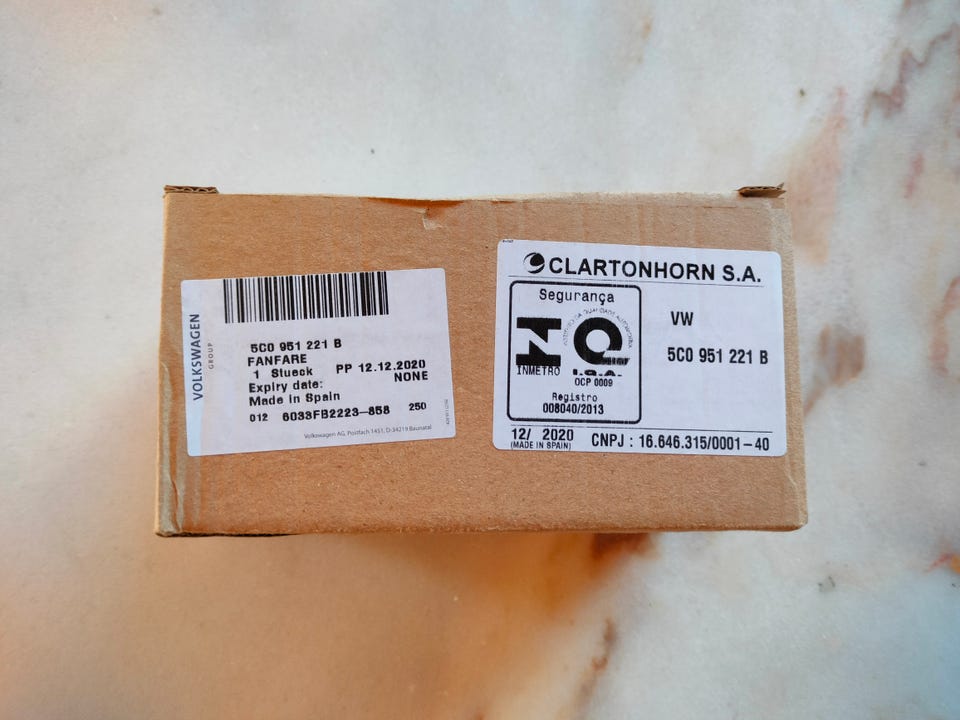 VOLKSWAGEN
GROUP
5C0 951 221 B
FANFARE
1 Stueck PP 12.12.2020
Expiry date: NONE
Made in Spain
012 6033FB2223-858 250
Volkswagen AG, Postfach 1451, D-34219 Baunatal
CLARTONHORN S.A.
Segurança
INMETRO
I.Q.A.
OCP 0009
Registro
008040/2013
VW
5C0 951 221 B
12/ 2020
(MADE IN SPAIN)
CNPJ : 16.646.315/0001-40